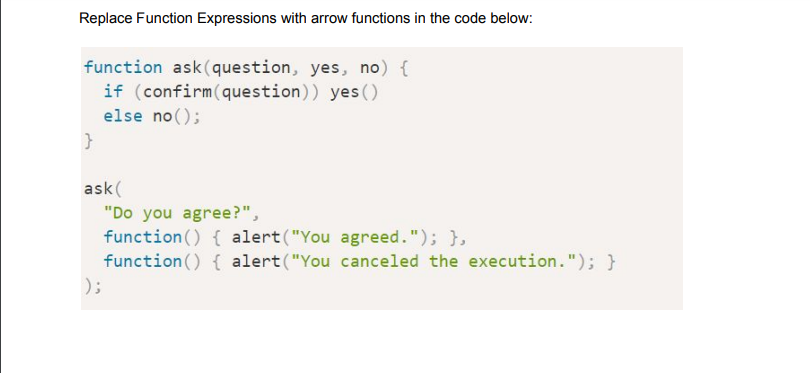 Replace Function Expressions with arrow functions in the code below:
function ask(question, yes, no) {
  if (confirm(question)) yes()
  else no();
}
ask(
  "Do you agree?",
  function() { alert("You agreed."); },
  function() { alert("You canceled the execution."); }
);